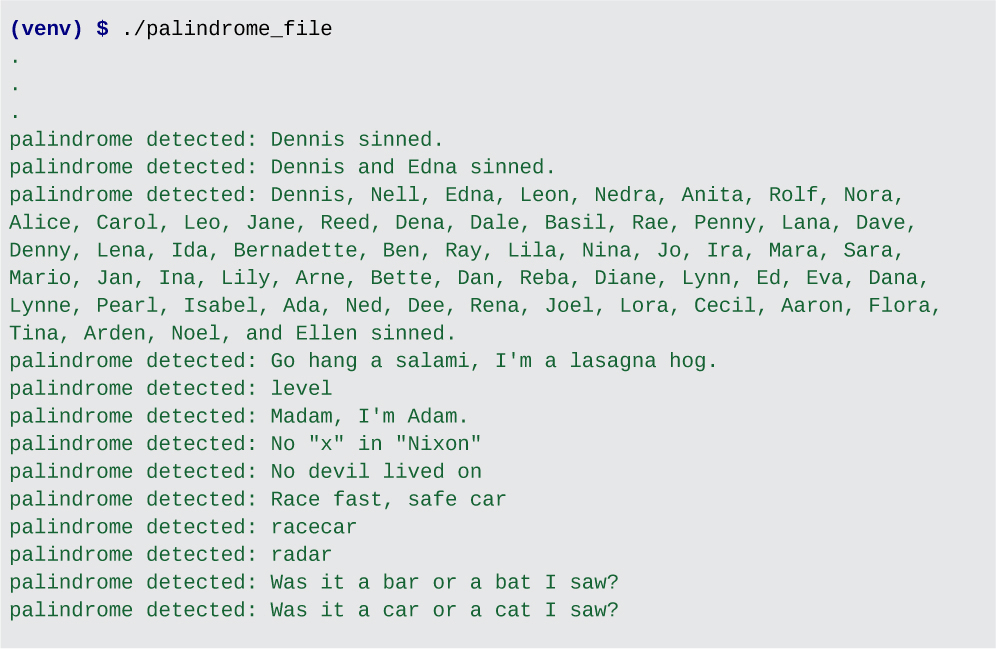 (venv) $ ./palindrome_file
.
.
.
palindrome detected: Dennis sinned.
palindrome detected: Dennis and Edna sinned.
palindrome detected: Dennis, Nell, Edna, Leon, Nedra, Anita, Rolf, Nora,
Alice, Carol, Leo, Jane, Reed, Dena, Dale, Basil, Rae, Penny, Lana, Dave,
Denny, Lena, Ida, Bernadette, Ben, Ray, Lila, Nina, Jo, Ira, Mara, Sara,
Mario, Jan, Ina, Lily, Arne, Bette, Dan, Reba, Diane, Lynn, Ed, Eva, Dana,
Lynne, Pearl, Isabel, Ada, Ned, Dee, Rena, Joel, Lora, Cecil, Aaron, Flora,
Tina, Arden, Noel, and Ellen sinned.
palindrome detected: Go hang a salami, I'm a lasagna hog.
palindrome detected: level
palindrome detected: Madam, I'm Adam.
palindrome detected: No "x" in "Nixon"
palindrome detected: No devil lived on
palindrome detected: Race fast, safe car
palindrome detected: racecar
palindrome detected: radar
palindrome detected: Was it a bar or a bat I saw?
palindrome detected: Was it a car or a cat I saw?